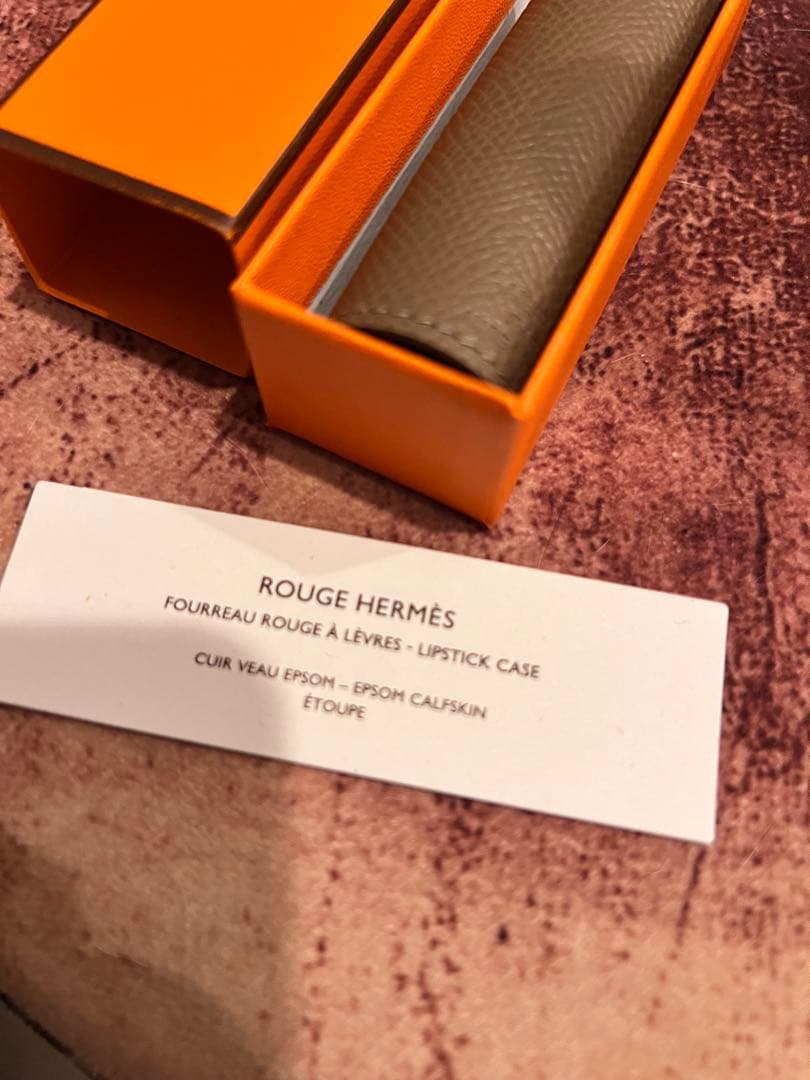 ROUGE HERMÈS
FOURREAU ROUGE À LÈVRES - LIPSTICK CASE
CUIR VEAU EPSOM – EPSOM CALFSKIN
ÉTOUPE